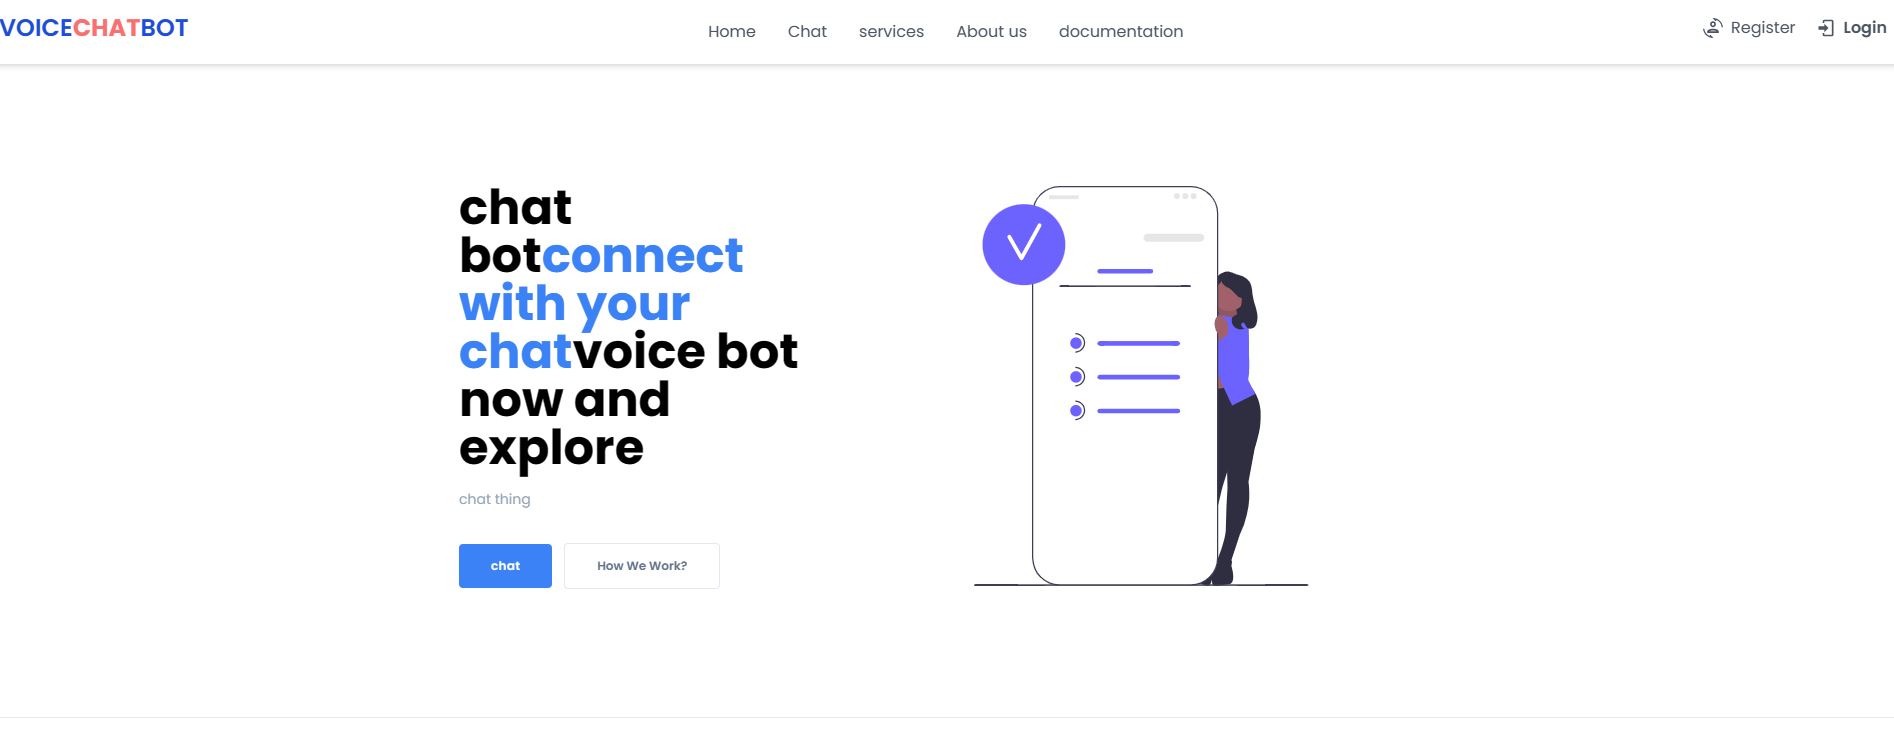 VOICECHATBOT
Home Chat services About us documentation
Register Login
chat
botconnect
with your
chatvoice bot
now and
explore
chat thing
chat How We Work?